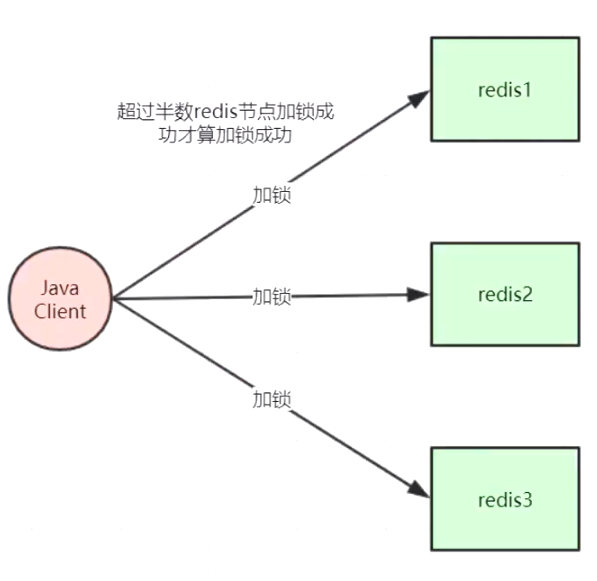 超过半数redis节点加锁成
功才算加锁成功
redis1
加锁
Java
Client
加锁
redis2
加锁
redis3